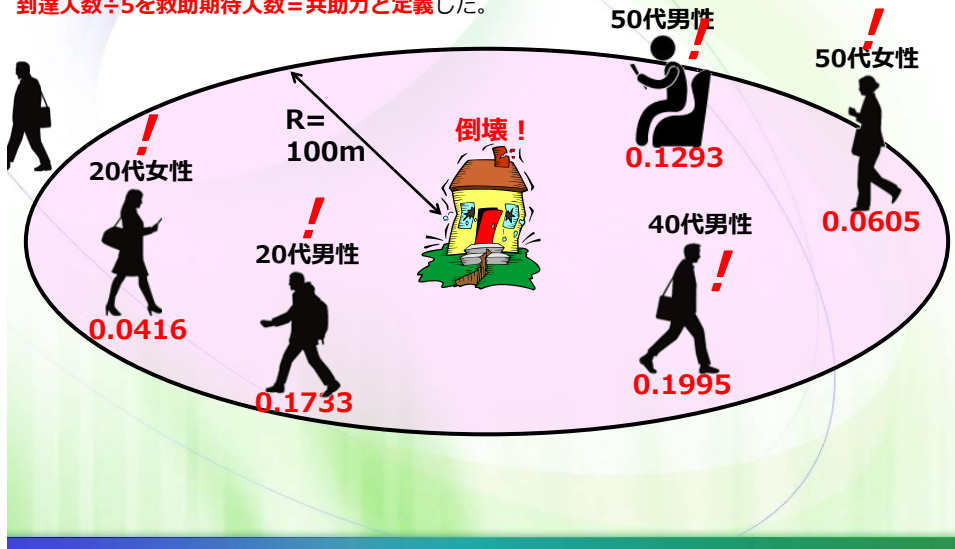 到達人数÷5を救助期待人数＝共助力と定義した。
50代男性
！
！
50代女性
R=
100m
倒壊！
！
20代女性
0.1293
！
20代男性
40代男性
！
0.0605
0.0416
0.1733
0.1995